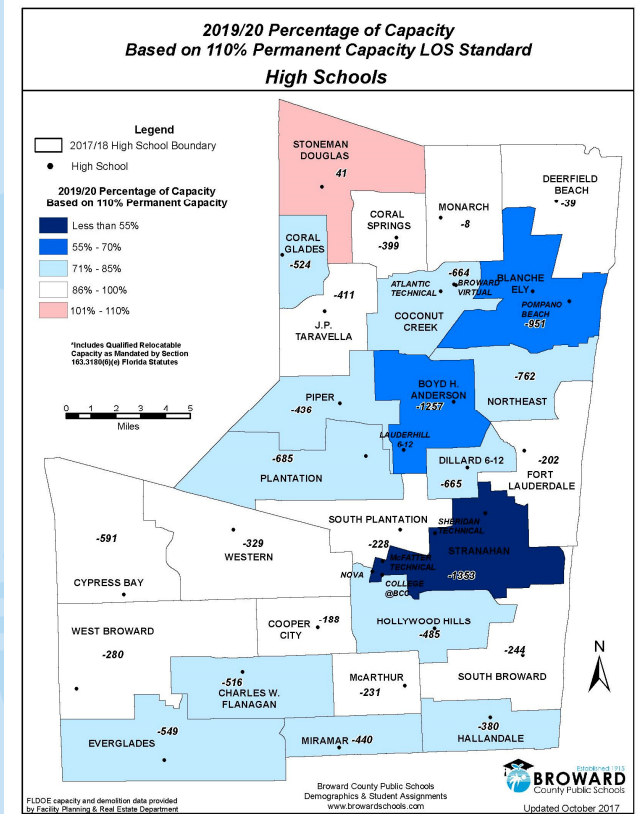 2019/20 Percentage of Capacity
Based on 110% Permanent Capacity LOS Standard
High Schools
Legend
2017/18 High School Boundary
High School
2019/20 Percentage of Capacity
Based on 110% Permanent Capacity
Less than 55%
55% - 70%
71% - 85%
86% - 100%
101% - 110%
*Includes Qualified Relocatable
Capacity as Mandated by Section
163.3180(6)(e) Florida Statutes
0 1 2 3 4 5
Miles
STONEMAN
DOUGLAS
41
DEERFIELD
BEACH
-39
MONARCH
-8
CORAL
SPRINGS
-399
CORAL
GLADES
-524
-664
ATLANTIC
TECHNICAL
BROWARD
VIRTUAL
BLANCHE
ELY
POMPANO
BEACH
-951
COCONUT
CREEK
-411
J.P.
TARAVELLA
-762
NORTHEAST
BOYD H.
ANDERSON
-1257
PIPER
-436
LAUDERHILL
6-12
-685
PLANTATION
DILLARD 6-12
-665
-202
FORT
LAUDERDALE
SOUTH PLANTATION
-228
SHERIDAN
TECHNICAL
STRANAHAN
-1353
McFATTER
TECHNICAL
NOVA
COLLEGE
@BCC
-591
CYPRESS BAY
-329
WESTERN
WEST BROWARD
-280
COOPER
CITY
-188
HOLLYWOOD HILLS
-485
-244
SOUTH BROWARD
McARTHUR
-231
-516
CHARLES W.
FLANAGAN
-549
EVERGLADES
MIRAMAR -440
-380
HALLANDALE
N
FLDOE capacity and demolition data provided
by Facility Planning & Real Estate Department
Broward County Public Schools
Demographics & Student Assignments
www.browardschools.com
Established 1915
BROWARD
County Public Schools
Updated October 2017